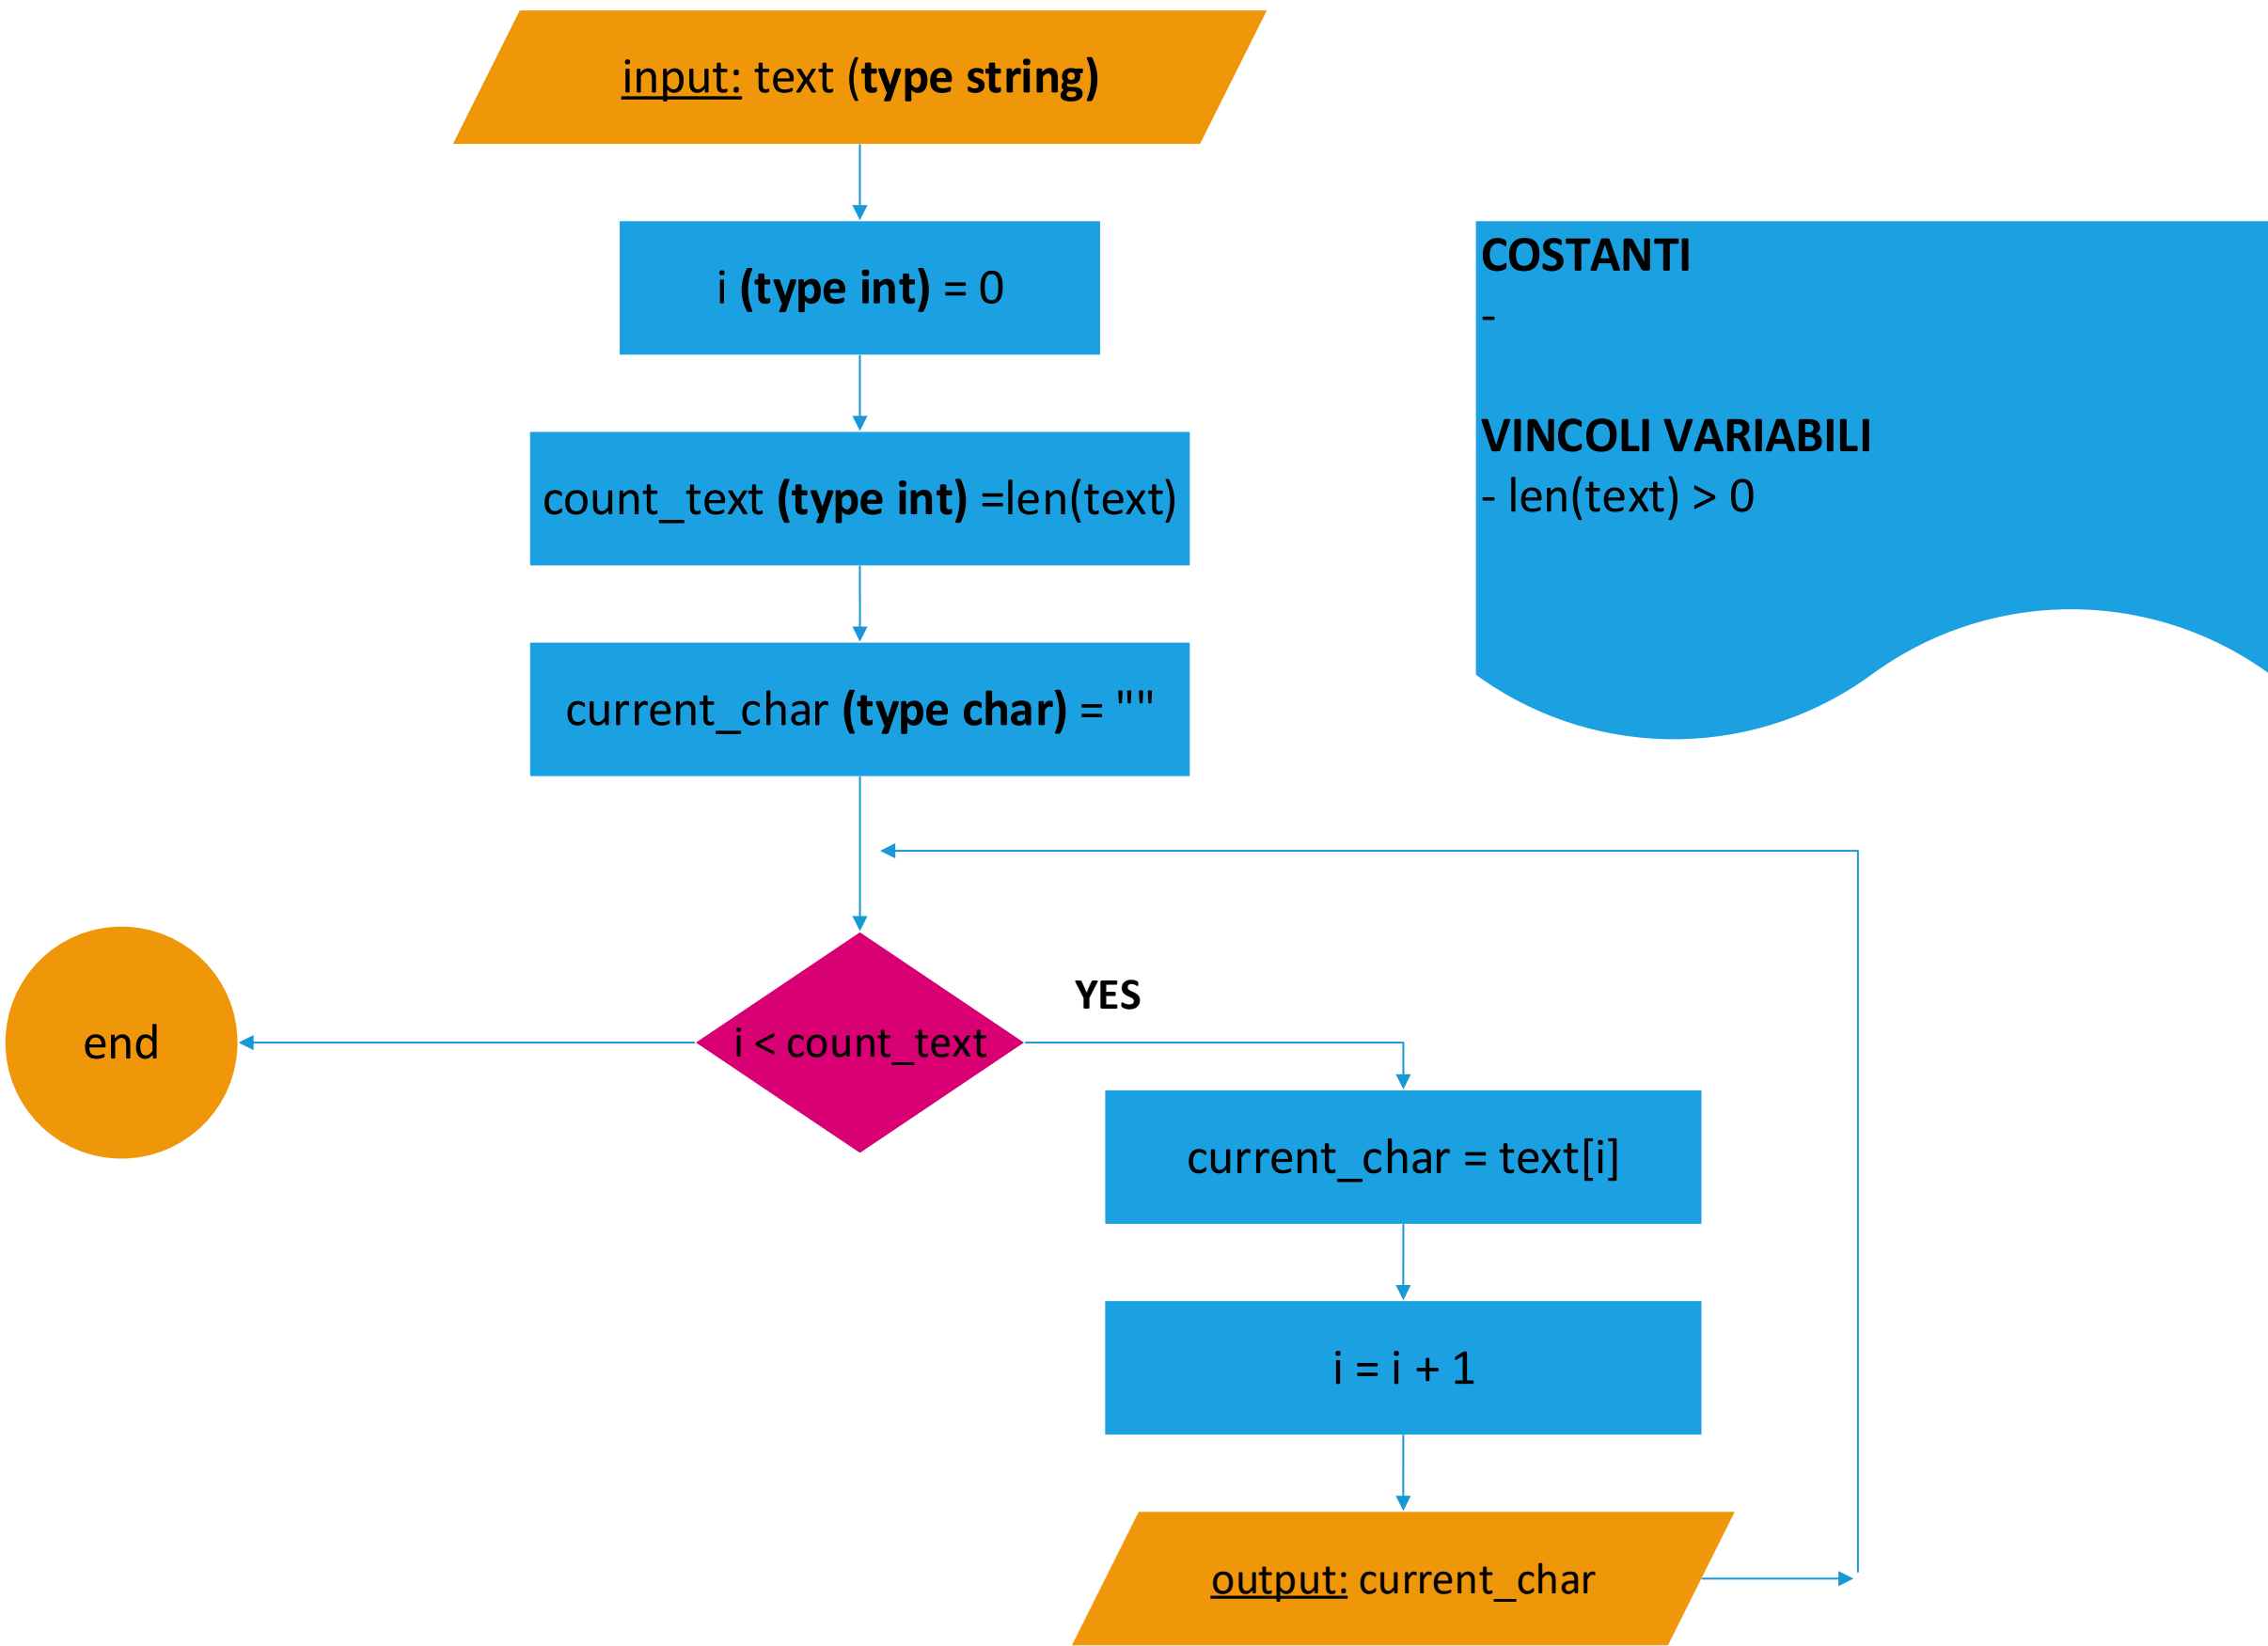 input: text (type string)
i (type int) = 0
count_text (type int) =len(text)
current_char (type char) = ""
COSTANTI
-
VINCOLI VARIABILI
- len(text) > 0
end
i < count_text
YES
current_char = text[i]
i = i + 1
output: current_char